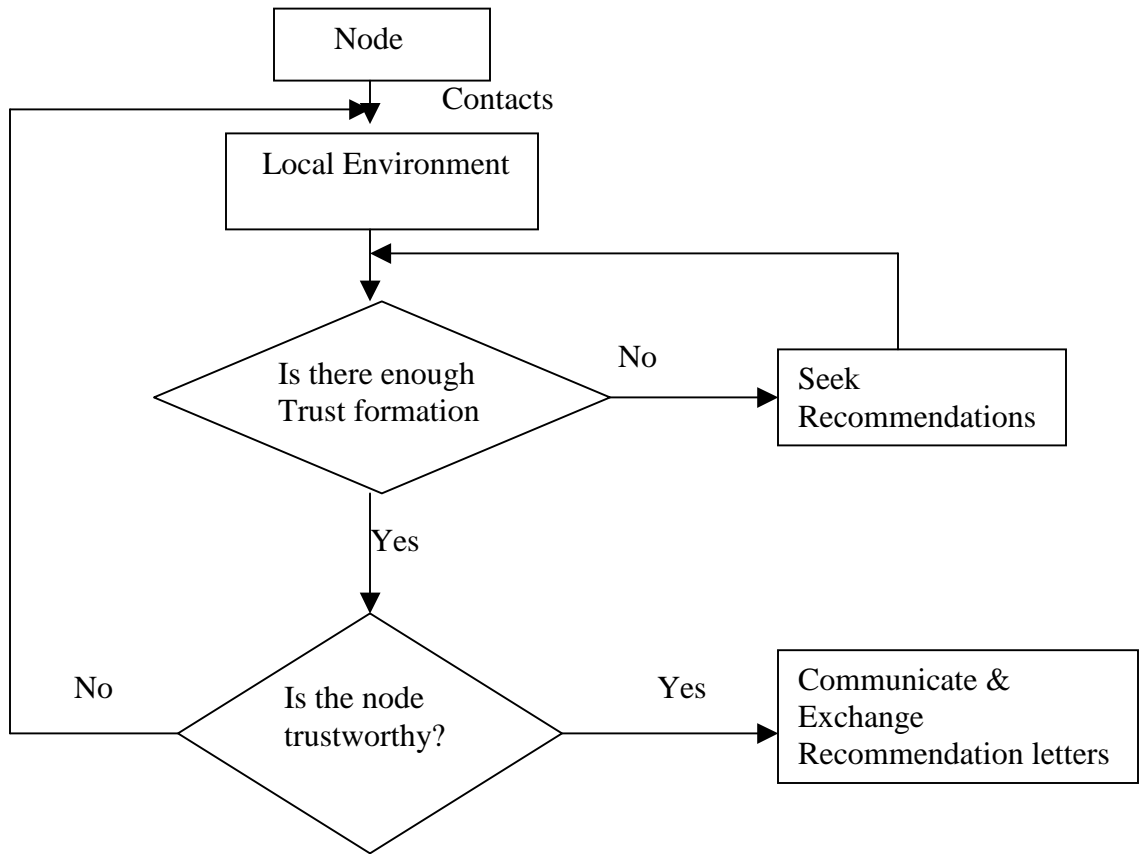 Node
Contacts
Local Environment
Is there enough
Trust formation
No
Seek
Recommendations
Yes
Is the node
trustworthy?
No
Yes
Communicate &
Exchange
Recommendation letters